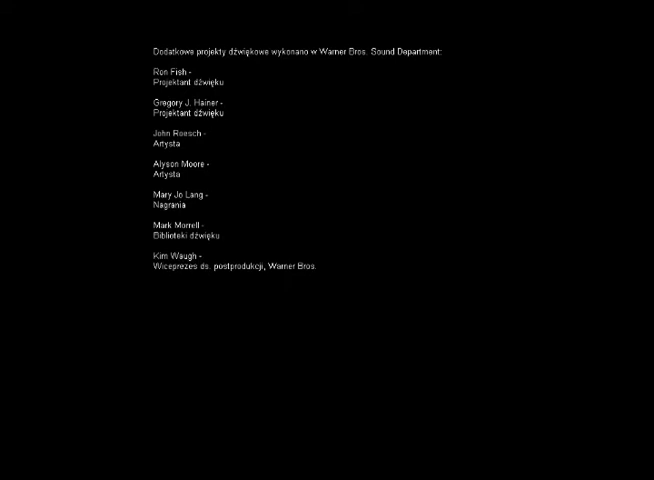 Dodatkowe projekty dźwiękowe wykonano w Warner Bros. Sound Department:
Ron Fish -
Projektant dźwięku
Gregory J. Hainer -
Projektant dźwięku
John Roesch -
Artysta
Alyson Moore -
Artysta
Mary Jo Lang -
Nagrania
Mark Morrell -
Biblioteki dźwięku
Kim Waugh -
Wiceprezes ds. postprodukcji, Warner Bros.